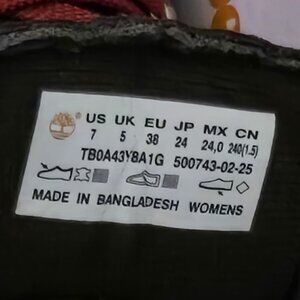 US UK EU JP MX CN
7 5 38 24 24,0 240(1.5)
TB0A43Y8A1G 500743-02-25
MADE IN BANGLADESH WOMENS